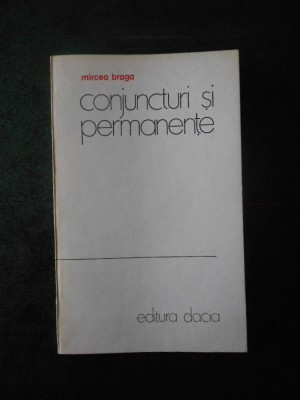 mircea braga
conjuncturi și
permanențe
editura dacia